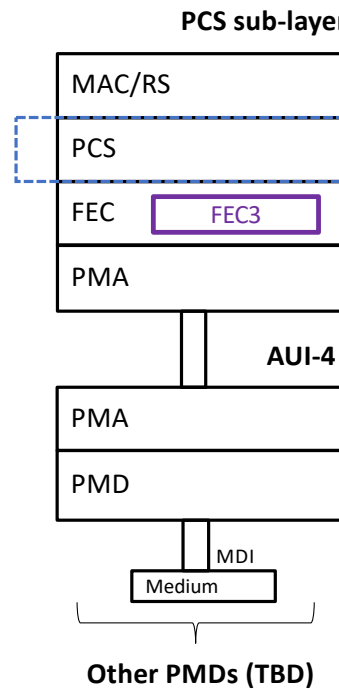 PCS sub-layer
MAC/RS
PCS
FEC FEC3
PMA
AUI-4
PMA
PMD
MDI
Medium
Other PMDs (TBD)